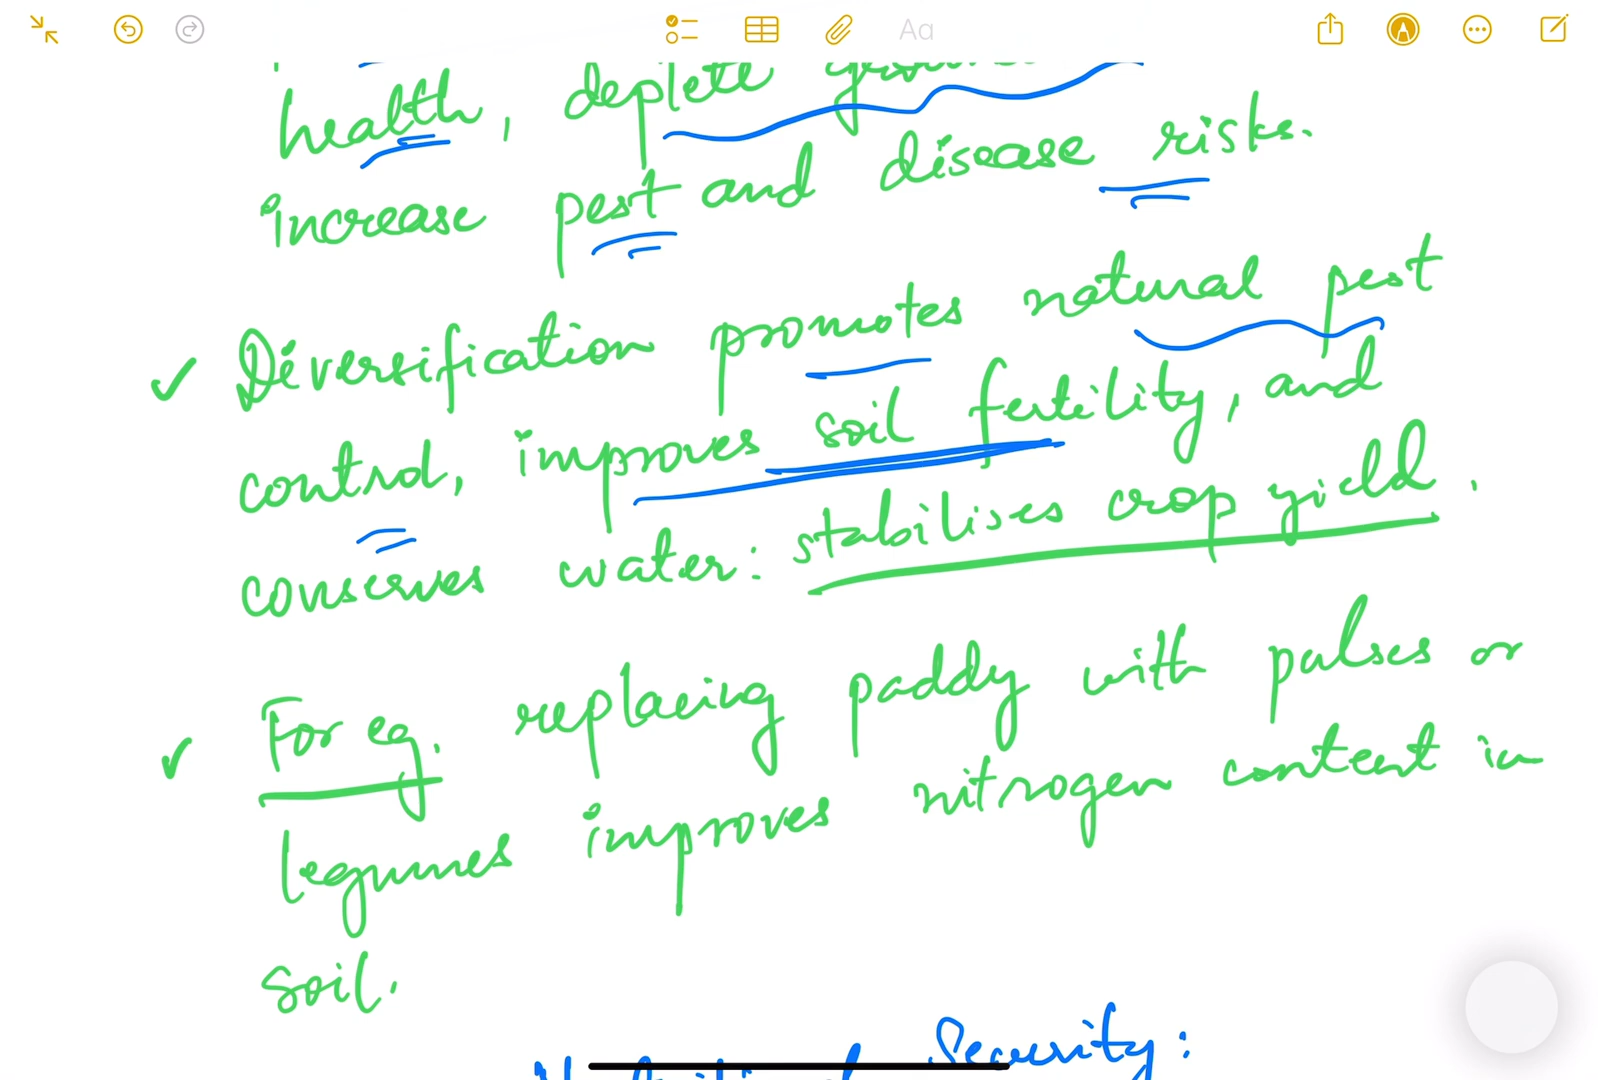 Aa
health, deplete
increase pest and disease risks.
✓ Diversification promotes natural pest
control, improves soil fertility, and
conserves water: stabilises crop yield.
✓ For eg. replacing paddy with pulses or
legumes improves nitrogen content in
soil.
Security: